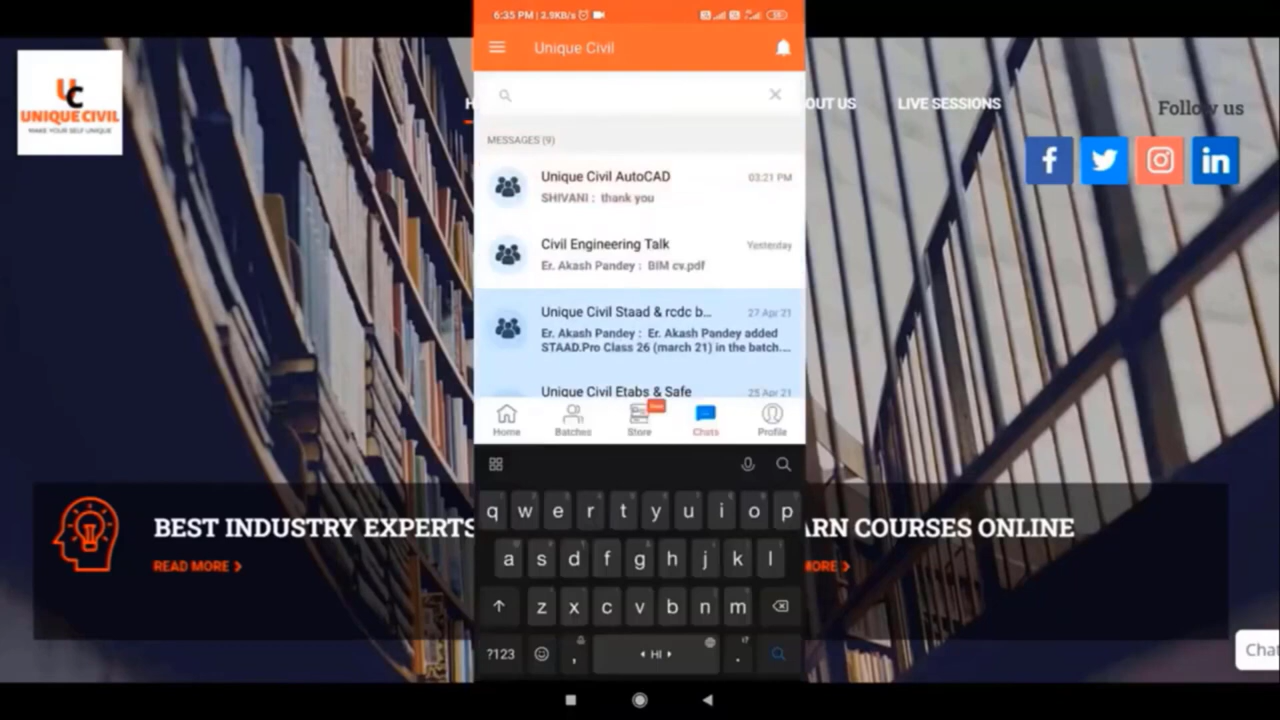 6:35 PM | 3.9KB/s
Unique Civil
MESSAGES (9)
Unique Civil AutoCAD 03:21 PM
SHIVANI : thank you
Civil Engineering Talk Yesterday
Er. Akash Pandey : BIM cv.pdf
Unique Civil Staad & rcdc b... 27 Apr 21
Er. Akash Pandey : Er. Akash Pandey added
STAAD.Pro Class 26 (march 21) in the batch....
Unique Civil Etabs & Safe 25 Apr 21
Home Batches Store Chats Profile
q w e r t y u i o p
a s d f g h j k l
z x c v b n m
?123 , HI .
UC
UNIQUE CIVIL
MAKE YOUR SELF UNIQUE
H
OUT US LIVE SESSIONS
Follow us
f in
BEST INDUSTRY EXPERTS
READ MORE >
ARN COURSES ONLINE
MORE >
Chat